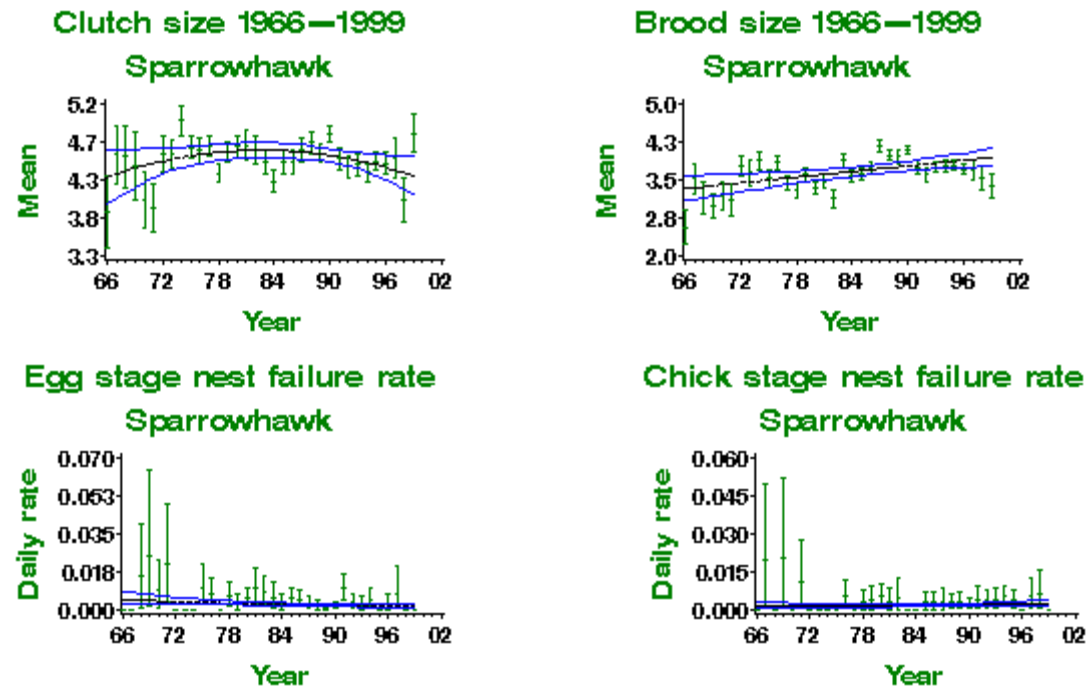 Clutch size 1966—1999
Sparrowhawk
Mean
5.2
4.7
4.3
3.8
3.3
66 72 78 84 90 96 02
Year
Brood size 1966—1999
Sparrowhawk
Mean
5.0
4.3
3.5
2.8
2.0
66 72 78 84 90 96 02
Year
Egg stage nest failure rate
Sparrowhawk
Daily rate
0.070
0.053
0.035
0.018
0.000
66 72 78 84 90 96 02
Year
Chick stage nest failure rate
Sparrowhawk
Daily rate
0.060
0.045
0.030
0.015
0.000
66 72 78 84 90 96 02
Year